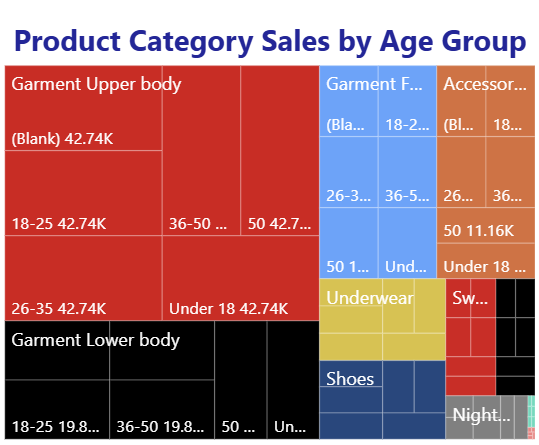 Product Category Sales by Age Group
Garment Upper body
(Blank) 42.74K
18-25 42.74K
36-50 ...
50 42.7...
26-35 42.74K
Under 18 42.74K
Garment Lower body
18-25 19.8...
36-50 19.8...
50 ...
Un...
Garment F...
(Bla...
18-2...
26-3...
36-5...
50 1...
Und...
Accessor...
(Bl...
18...
26...
36...
50 11.16K
Under 18 ...
Underwear
Shoes
Sw...
Night...